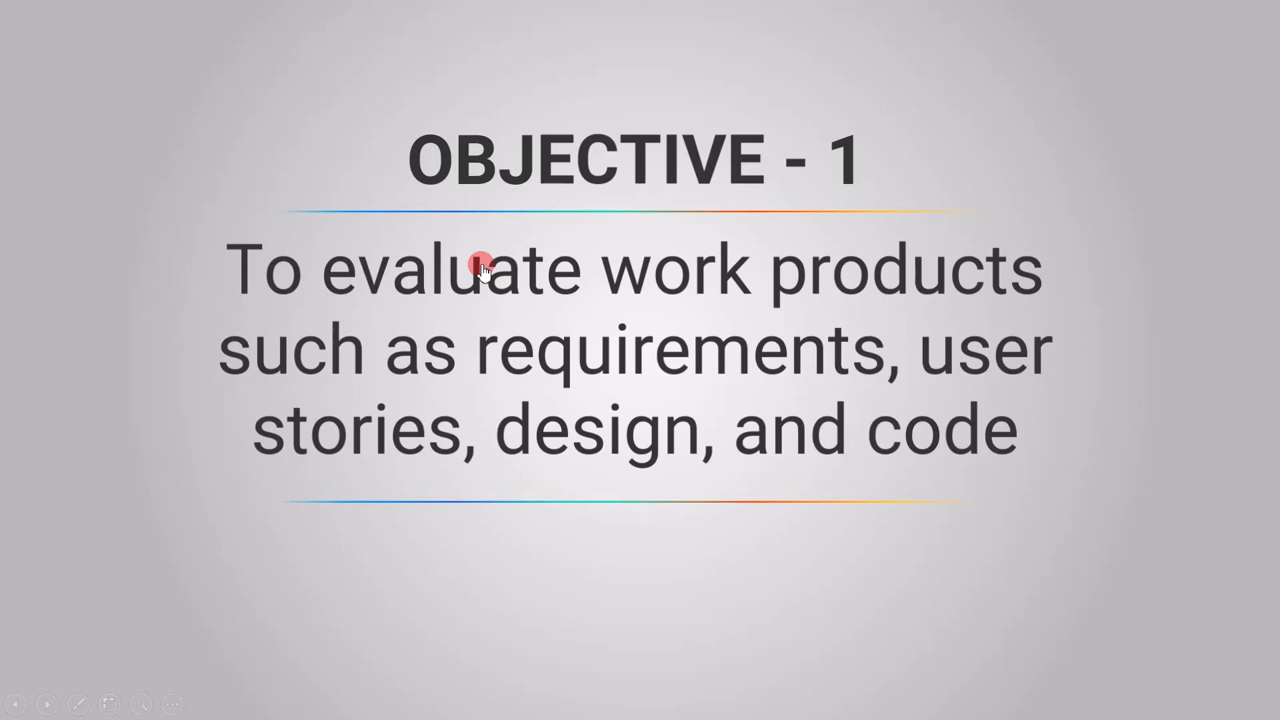 OBJECTIVE - 1
To evaluate work products
such as requirements, user
stories, design, and code